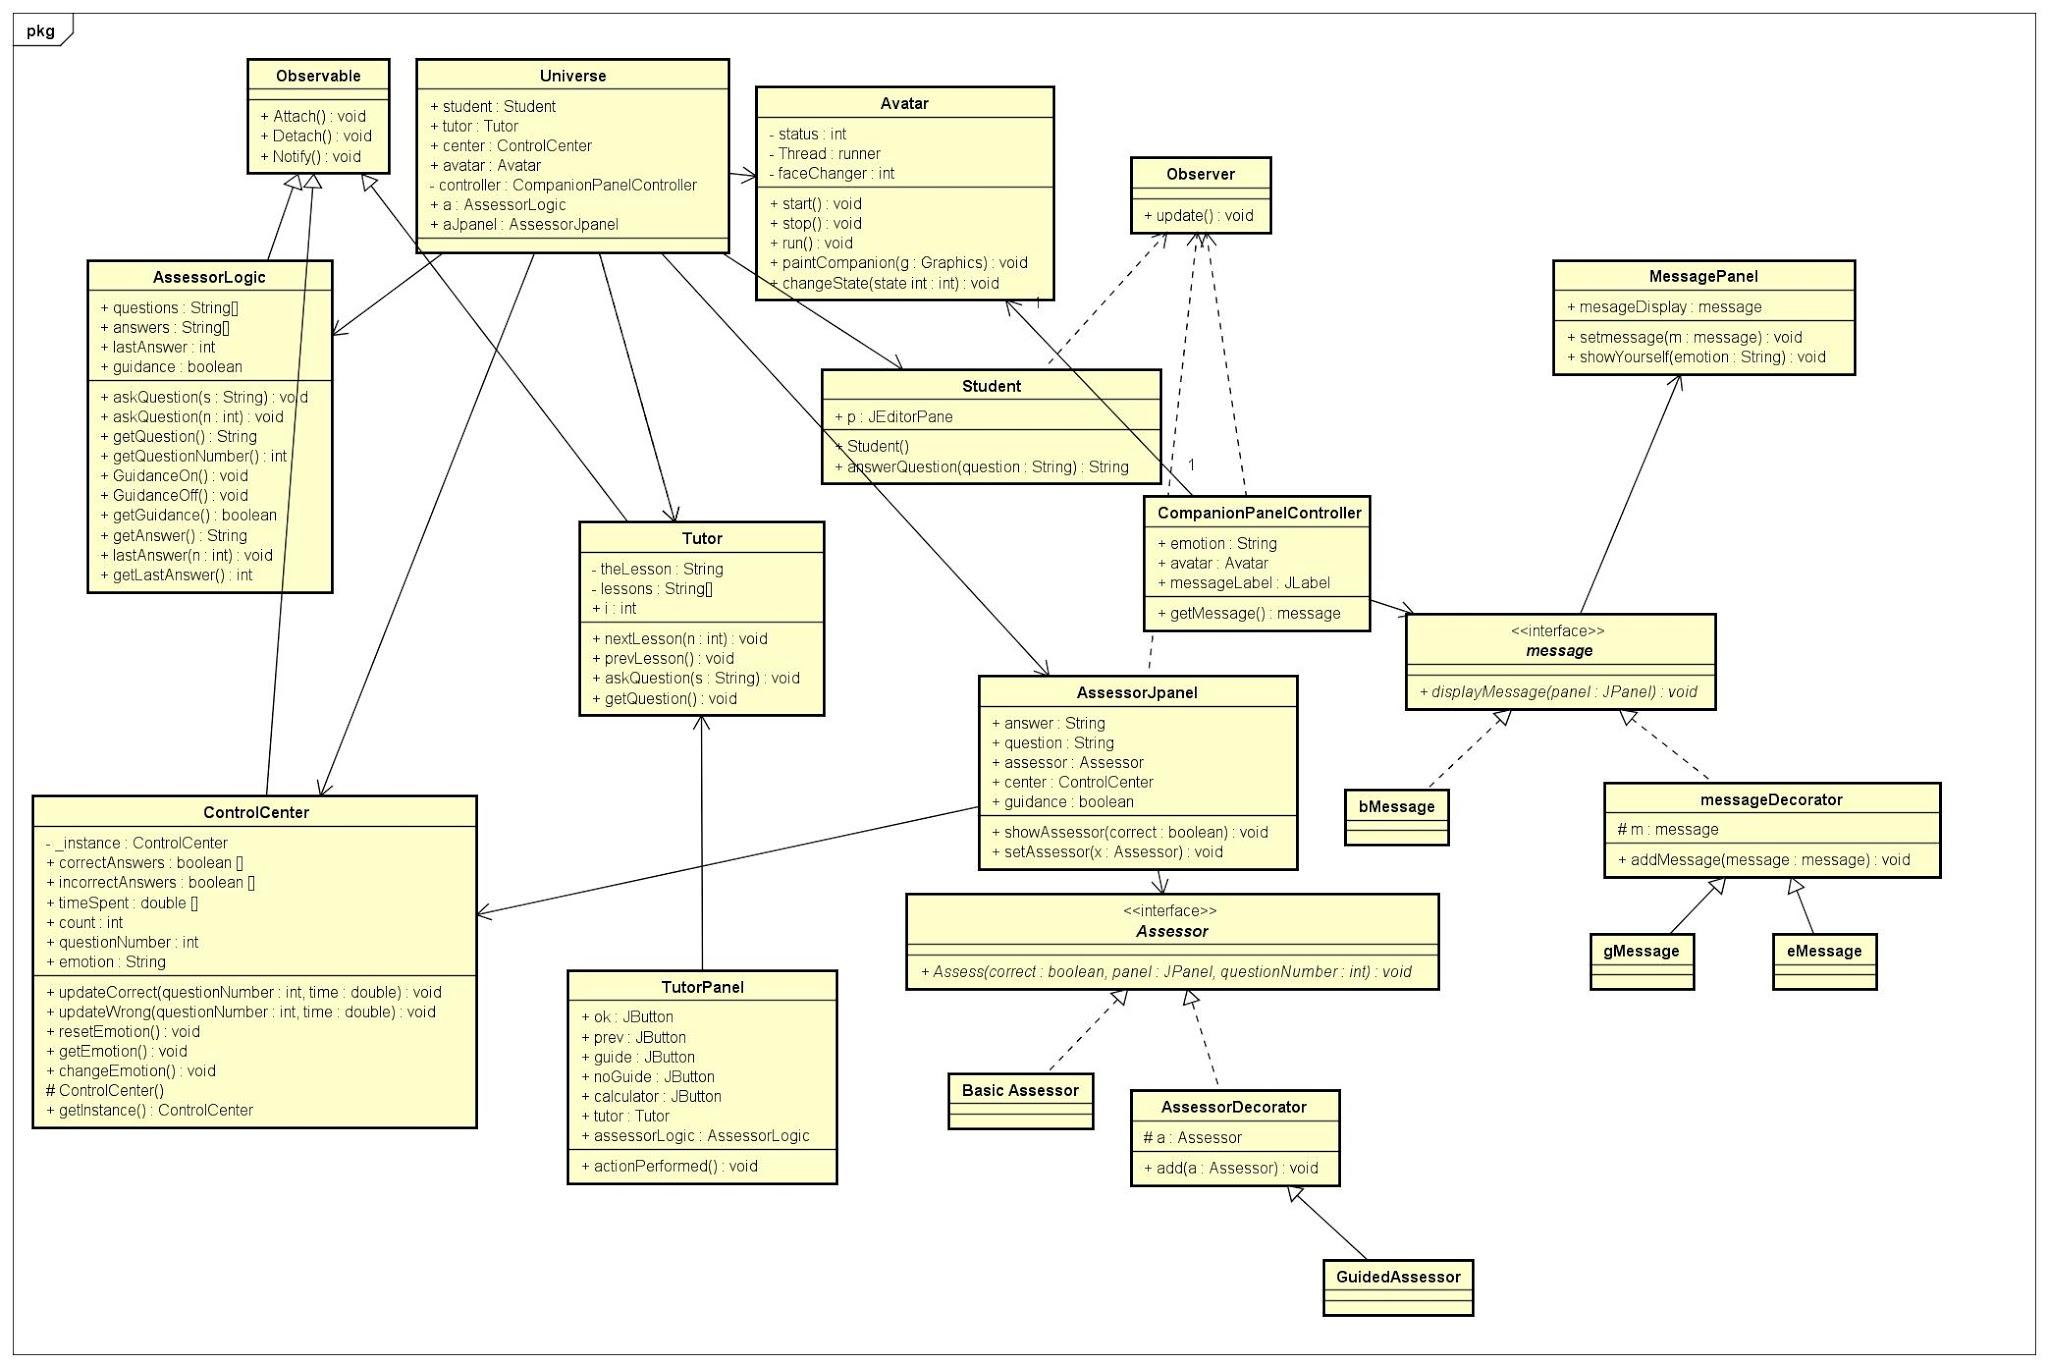 pkg
Observable
+ Attach() : void
+ Detach() : void
+ Notify() : void
Universe
+ student : Student
+ tutor : Tutor
+ center : ControlCenter
+ avatar : Avatar
- controller : CompanionPanelController
+ a : AssessorLogic
+ aJpanel : AssessorJpanel
Avatar
- status : int
- Thread : runner
- faceChanger : int
+ start() : void
+ stop() : void
+ run() : void
+ paintCompanion(g : Graphics) : void
+ changeState(state int : int) : void
1
Observer
+ update() : void
MessagePanel
+ mesageDisplay : message
+ setmessage(m : message) : void
+ showYourself(emotion : String) : void
AssessorLogic
+ questions : String[]
+ answers : String[]
+ lastAnswer : int
+ guidance : boolean
+ askQuestion(s : String) : void
+ askQuestion(n : int) : void
+ getQuestion() : String
+ getQuestionNumber() : int
+ GuidanceOn() : void
+ GuidanceOff() : void
+ getGuidance() : boolean
+ getAnswer() : String
+ lastAnswer(n : int) : void
+ getLastAnswer() : int
Student
+ p : JEditorPane
+ Student()
+ answerQuestion(question : String) : String
1
CompanionPanelController
+ emotion : String
+ avatar : Avatar
+ messageLabel : JLabel
+ getMessage() : message
Tutor
- theLesson : String
- lessons : String[]
+ i : int
+ nextLesson(n : int) : void
+ prevLesson() : void
+ askQuestion(s : String) : void
+ getQuestion() : void
<<interface>>
message
+ displayMessage(panel : JPanel) : void
AssessorJpanel
+ answer : String
+ question : String
+ assessor : Assessor
+ center : ControlCenter
+ guidance : boolean
+ showAssessor(correct : boolean) : void
+ setAssessor(x : Assessor) : void
bMessage
messageDecorator
# m : message
+ addMessage(message : message) : void
gMessage
eMessage
ControlCenter
- _instance : ControlCenter
+ correctAnswers : boolean []
+ incorrectAnswers : boolean []
+ timeSpent : double []
+ count : int
+ questionNumber : int
+ emotion : String
+ updateCorrect(questionNumber : int, time : double) : void
+ updateWrong(questionNumber : int, time : double) : void
+ resetEmotion() : void
+ getEmotion() : void
+ changeEmotion() : void
# ControlCenter()
+ getInstance() : ControlCenter
<<interface>>
Assessor
+ Assess(correct : boolean, panel : JPanel, questionNumber : int) : void
TutorPanel
+ ok : JButton
+ prev : JButton
+ guide : JButton
+ noGuide : JButton
+ calculator : JButton
+ tutor : Tutor
+ assessorLogic : AssessorLogic
+ actionPerformed() : void
Basic Assessor
AssessorDecorator
# a : Assessor
+ add(a : Assessor) : void
GuidedAssessor